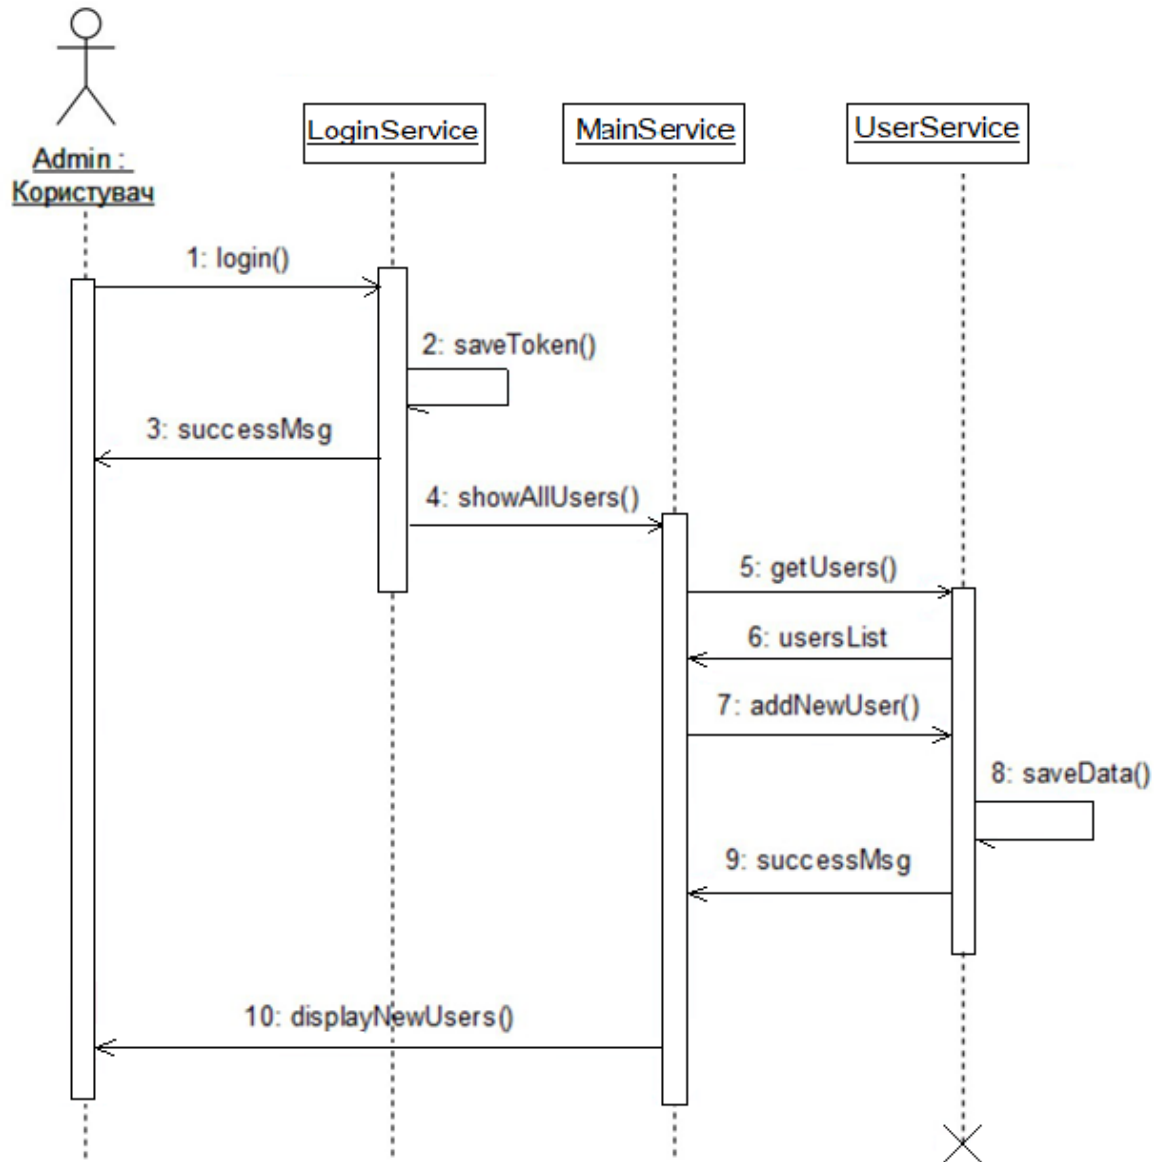 Admin :
Користувач
LoginService
MainService
UserService
1: login()
2: saveToken()
3: successMsg
4: showAllUsers()
5: getUsers()
6: usersList
7: addNewUser()
8: saveData()
9: successMsg
10: displayNewUsers()